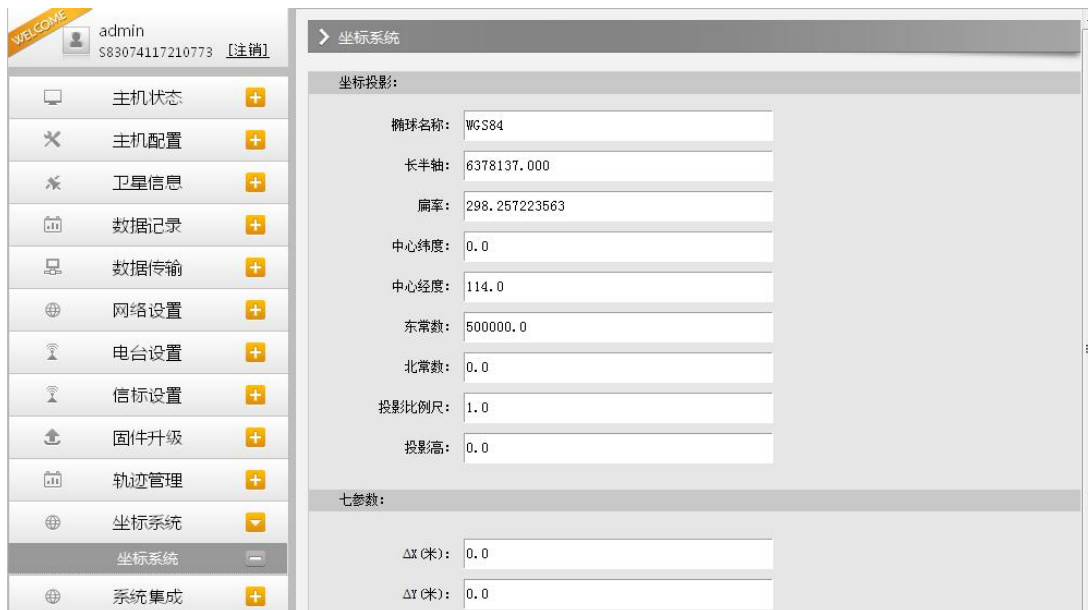 WELCOME
admin
S83074117210773 [注销]
主机状态
主机配置
卫星信息
数据记录
数据传输
网络设置
电台设置
信标设置
固件升级
轨迹管理
坐标系统
坐标系统
系统集成
坐标系统
坐标投影:
椭球名称: WGS84
长半轴: 6378137.000
扁率: 298.257223563
中心纬度: 0.0
中心经度: 114.0
东常数: 500000.0
北常数: 0.0
投影比例尺: 1.0
投影高: 0.0
七参数:
ΔX(米): 0.0
ΔY(米): 0.0